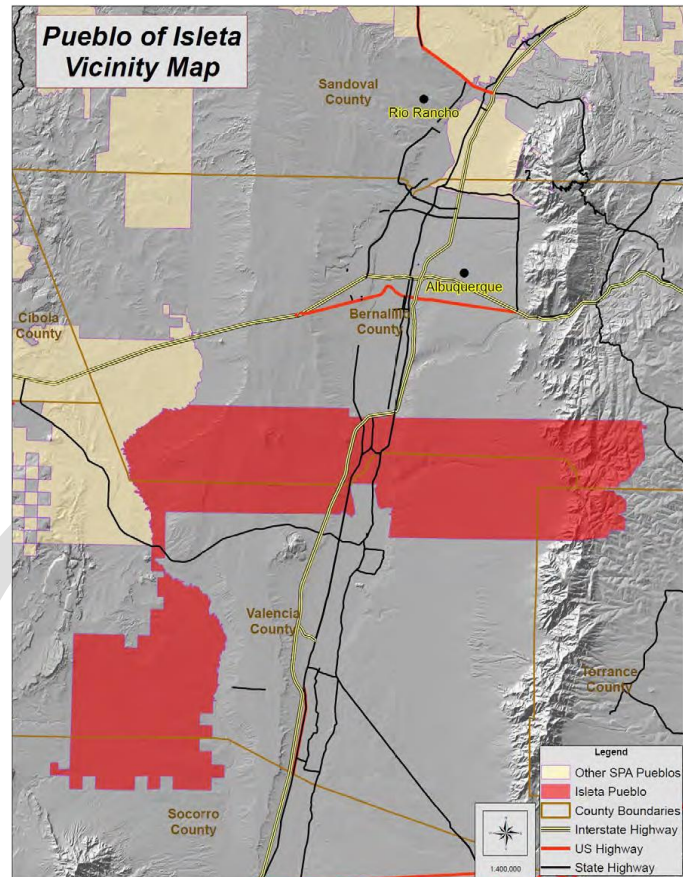 Pueblo of Isleta
Vicinity Map
Sandoval
County
Rio Rancho
Albuquerque
Cibola
County
Bernalillo
County
Valencia
County
Torrance
County
Socorro
County
Legend
Other SPA Pueblos
Isleta Pueblo
County Boundaries
Interstate Highway
US Highway
State Highway
1:400,000